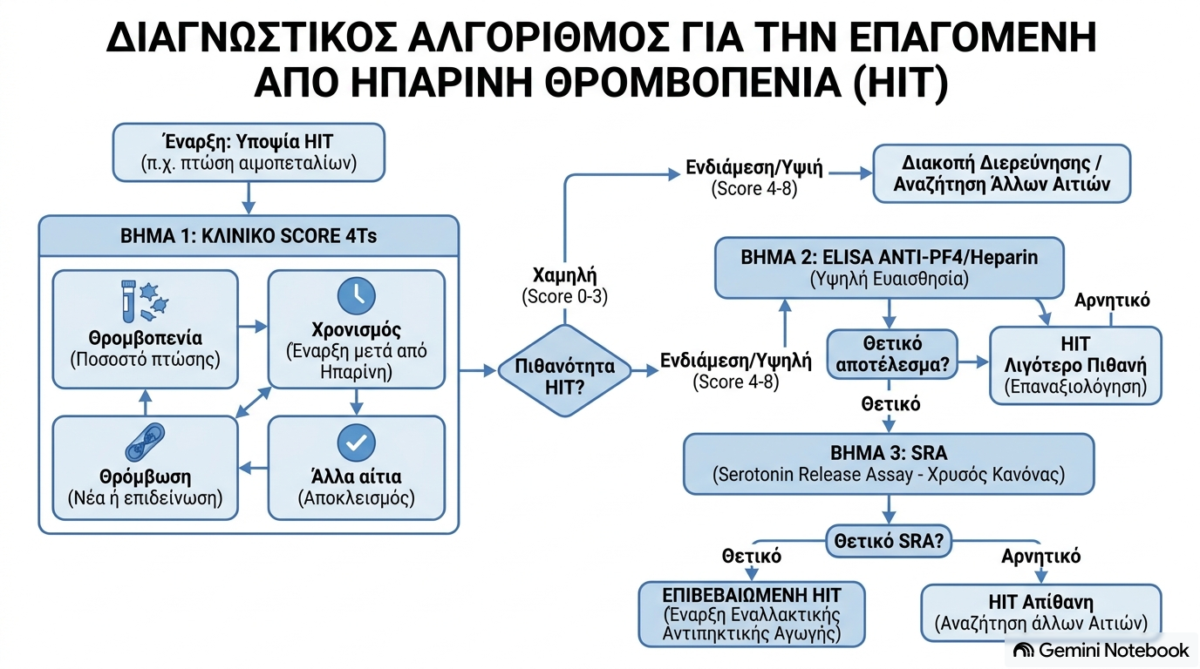 ΔΙΑΓΝΩΣΤΙΚΟΣ ΑΛΓΟΡΙΘΜΟΣ ΓΙΑ ΤΗΝ ΕΠΑΓΟΜΕΝΗ
ΑΠΟ ΗΠΑΡΙΝΗ ΘΡΟΜΒΟΠΕΝΙΑ (HIT)
Έναρξη: Υποψία HIT
(π.χ. πτώση αιμοπεταλίων)
ΒΗΜΑ 1: ΚΛΙΝΙΚΟ SCORE 4Ts
Θρομβοπενία
(Ποσοστό πτώσης)
Χρονισμός
(Έναρξη μετά από
Ηπαρίνη)
Θρόμβωση
(Νέα ή επιδείνωση)
Άλλα αίτια
(Αποκλεισμός)
Πιθανότητα
HIT?
Χαμηλή
(Score 0-3)
Ενδιάμεση/Υψιή
(Score 4-8)
Διακοπή Διερεύνησης /
Αναζήτηση Άλλων Αιτιών
Ενδιάμεση/Υψηλή
(Score 4-8)
ΒΗΜΑ 2: ELISA ANTI-PF4/Heparin
(Υψηλή Ευαισθησία)
Θετικό
αποτέλεσμα?
Αρνητικό
HIT
Λιγότερο Πιθανή
(Επαναξιολόγηση)
Θετικό
ΒΗΜΑ 3: SRA
(Serotonin Release Assay - Χρυσός Κανόνας)
Θετικό SRA?
Θετικό
Αρνητικό
ΕΠΙΒΕΒΑΙΩΜΕΝΗ HIT
(Έναρξη Εναλλακτικής
Αντιπηκτικής Αγωγής)
HIT Απίθανη
(Αναζήτηση άλλων Αιτιών)
Gemini Notebook